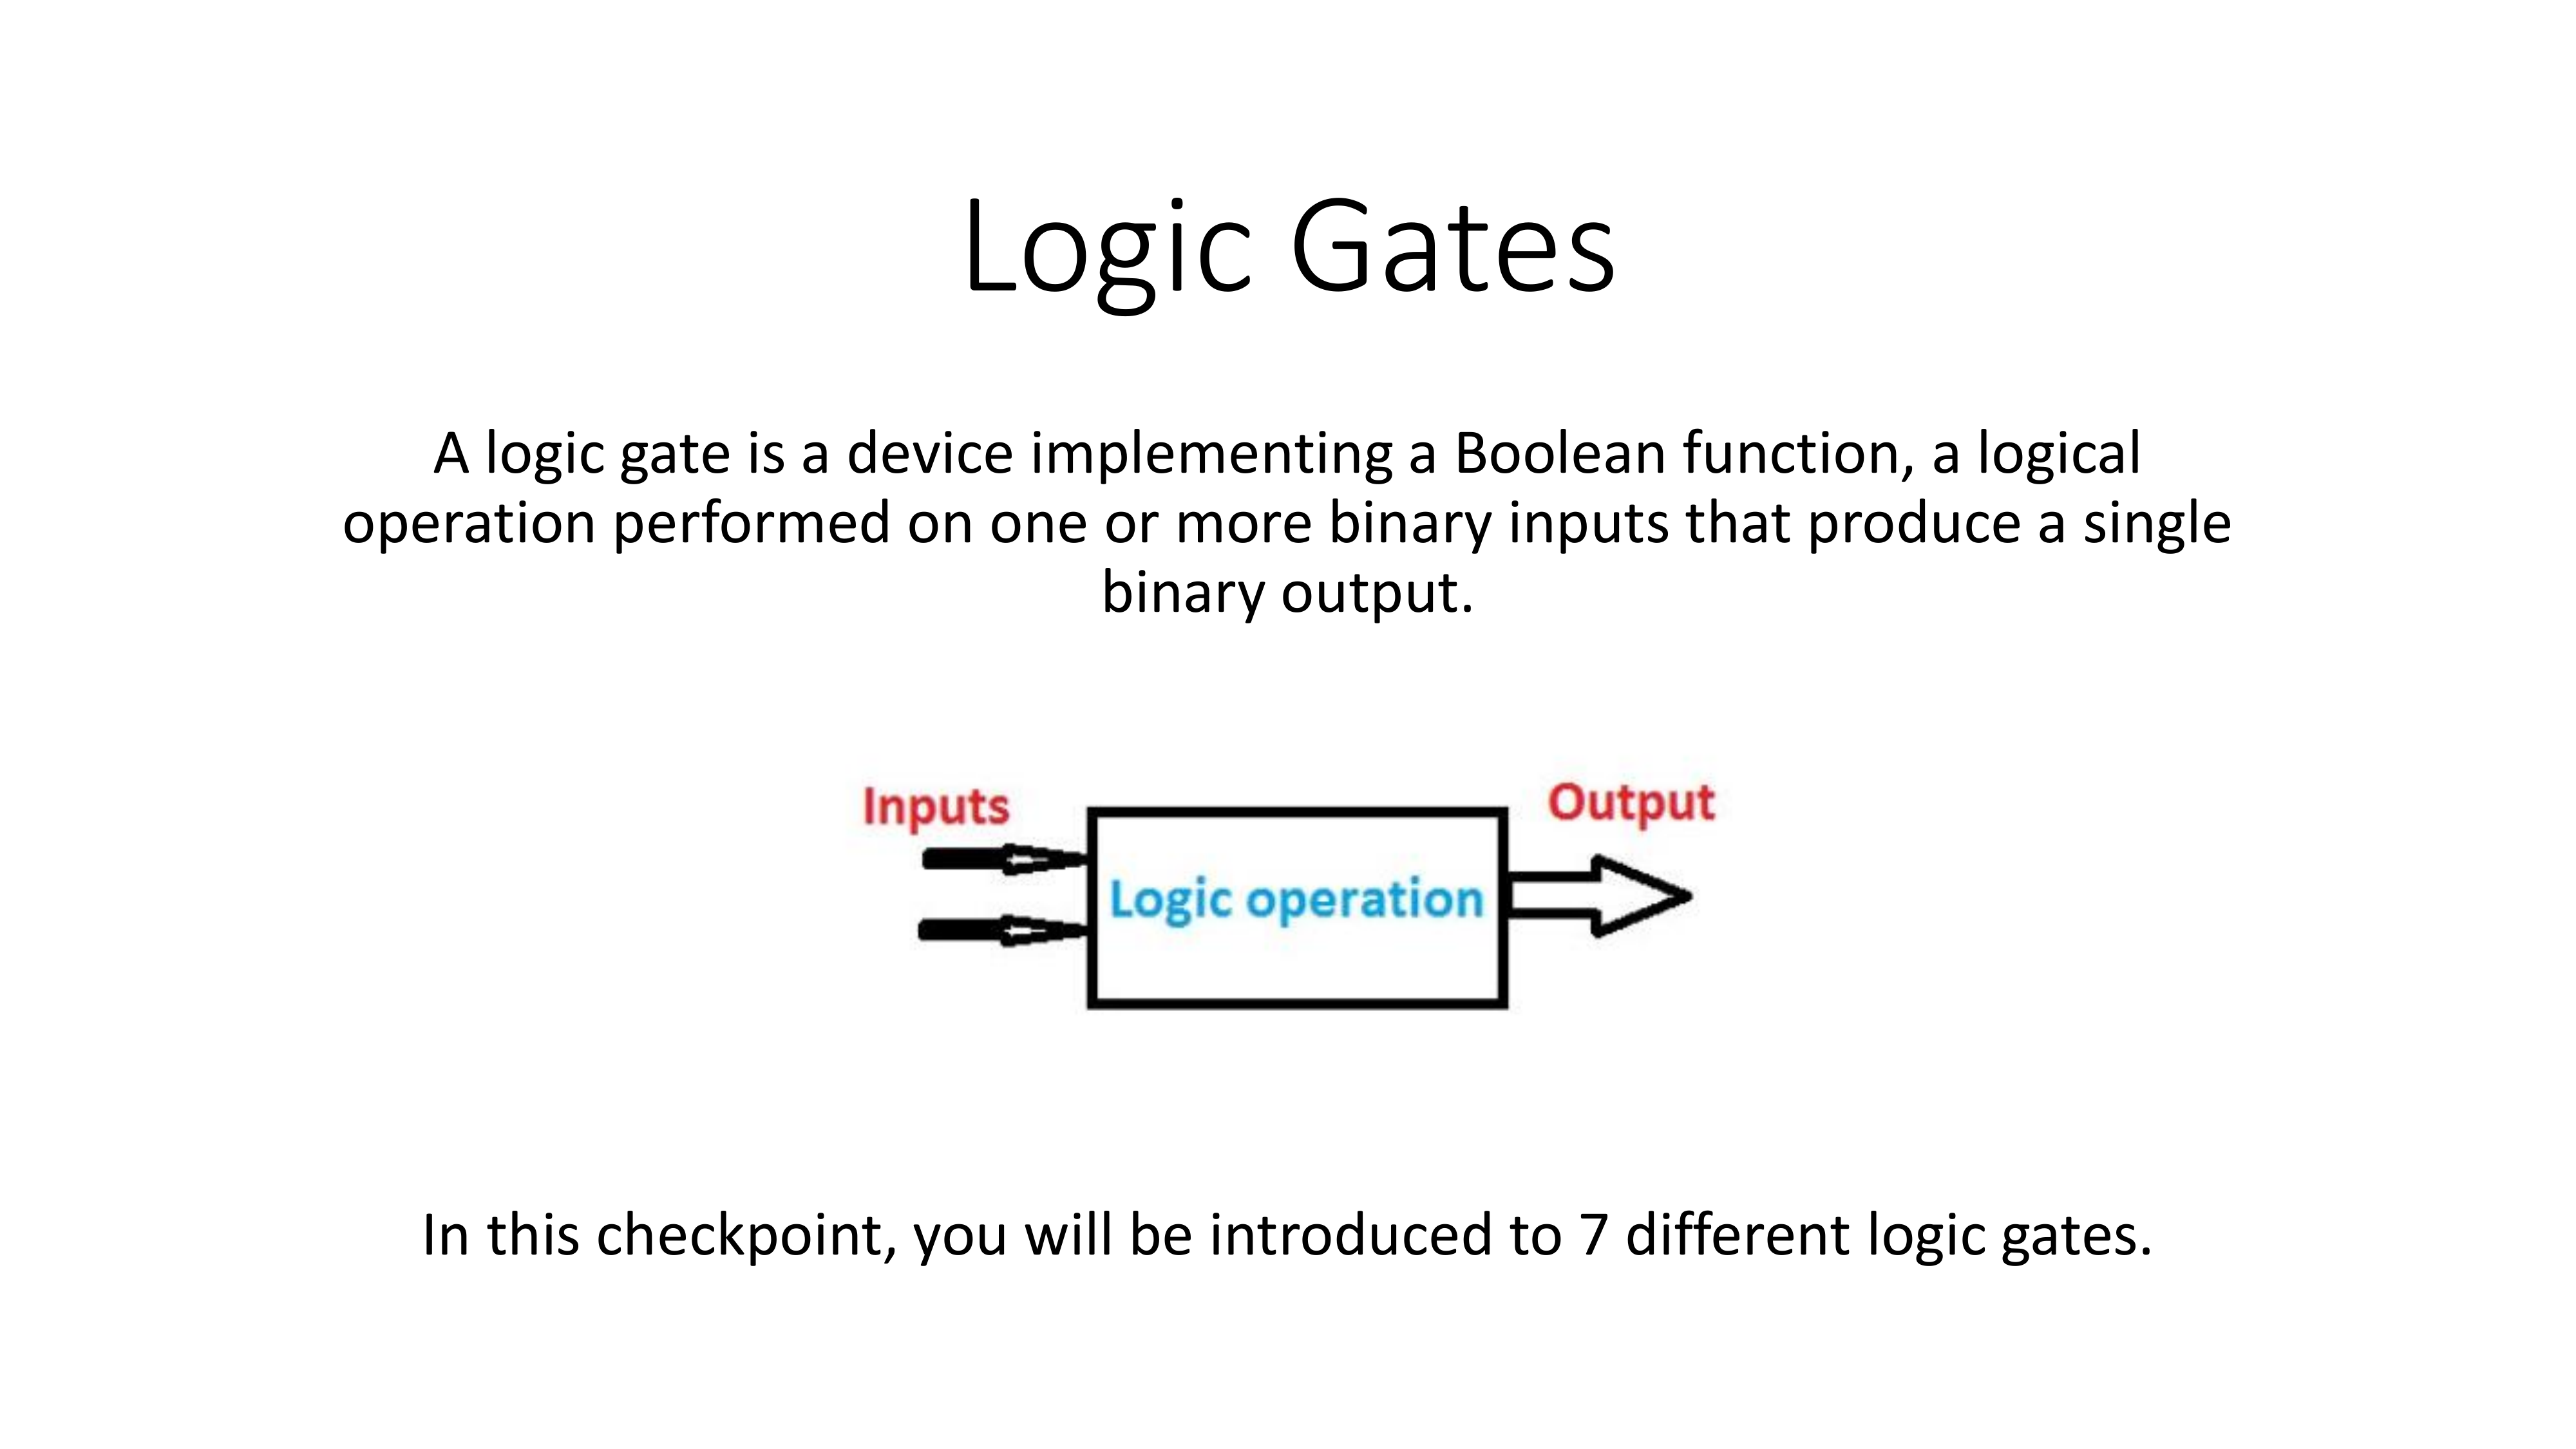 Logic Gates
A logic gate is a device implementing a Boolean function, a logical
operation performed on one or more binary inputs that produce a single
binary output.
Inputs
Output
Logic operation
In this checkpoint, you will be introduced to 7 different logic gates.